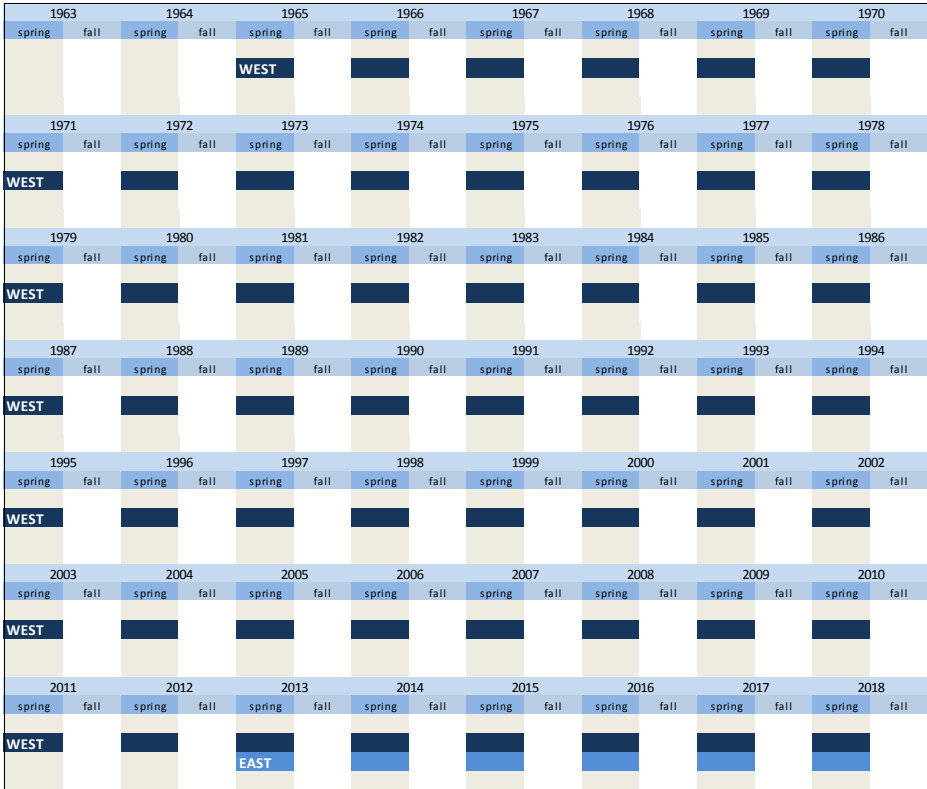 1963 1964 1965 1966 1967 1968 1969 1970
spring fall spring fall spring fall spring fall spring fall spring fall spring fall spring fall
WEST
1971 1972 1973 1974 1975 1976 1977 1978
spring fall spring fall spring fall spring fall spring fall spring fall spring fall spring fall
WEST
1979 1980 1981 1982 1983 1984 1985 1986
spring fall spring fall spring fall spring fall spring fall spring fall spring fall spring fall
WEST
1987 1988 1989 1990 1991 1992 1993 1994
spring fall spring fall spring fall spring fall spring fall spring fall spring fall spring fall
WEST
1995 1996 1997 1998 1999 2000 2001 2002
spring fall spring fall spring fall spring fall spring fall spring fall spring fall spring fall
WEST
2003 2004 2005 2006 2007 2008 2009 2010
spring fall spring fall spring fall spring fall spring fall spring fall spring fall spring fall
WEST
2011 2012 2013 2014 2015 2016 2017 2018
spring fall spring fall spring fall spring fall spring fall spring fall spring fall spring fall
WEST
EAST